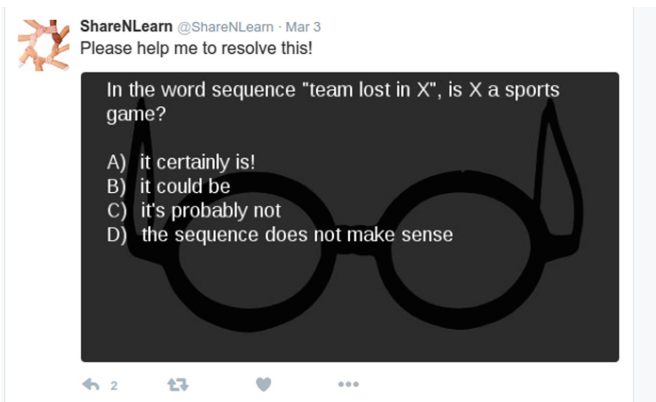 ShareNLearn @ShareNLearn · Mar 3
Please help me to resolve this!
In the word sequence "team lost in X", is X a sports
game?
A) it certainly is!
B) it could be
C) it's probably not
D) the sequence does not make sense
2